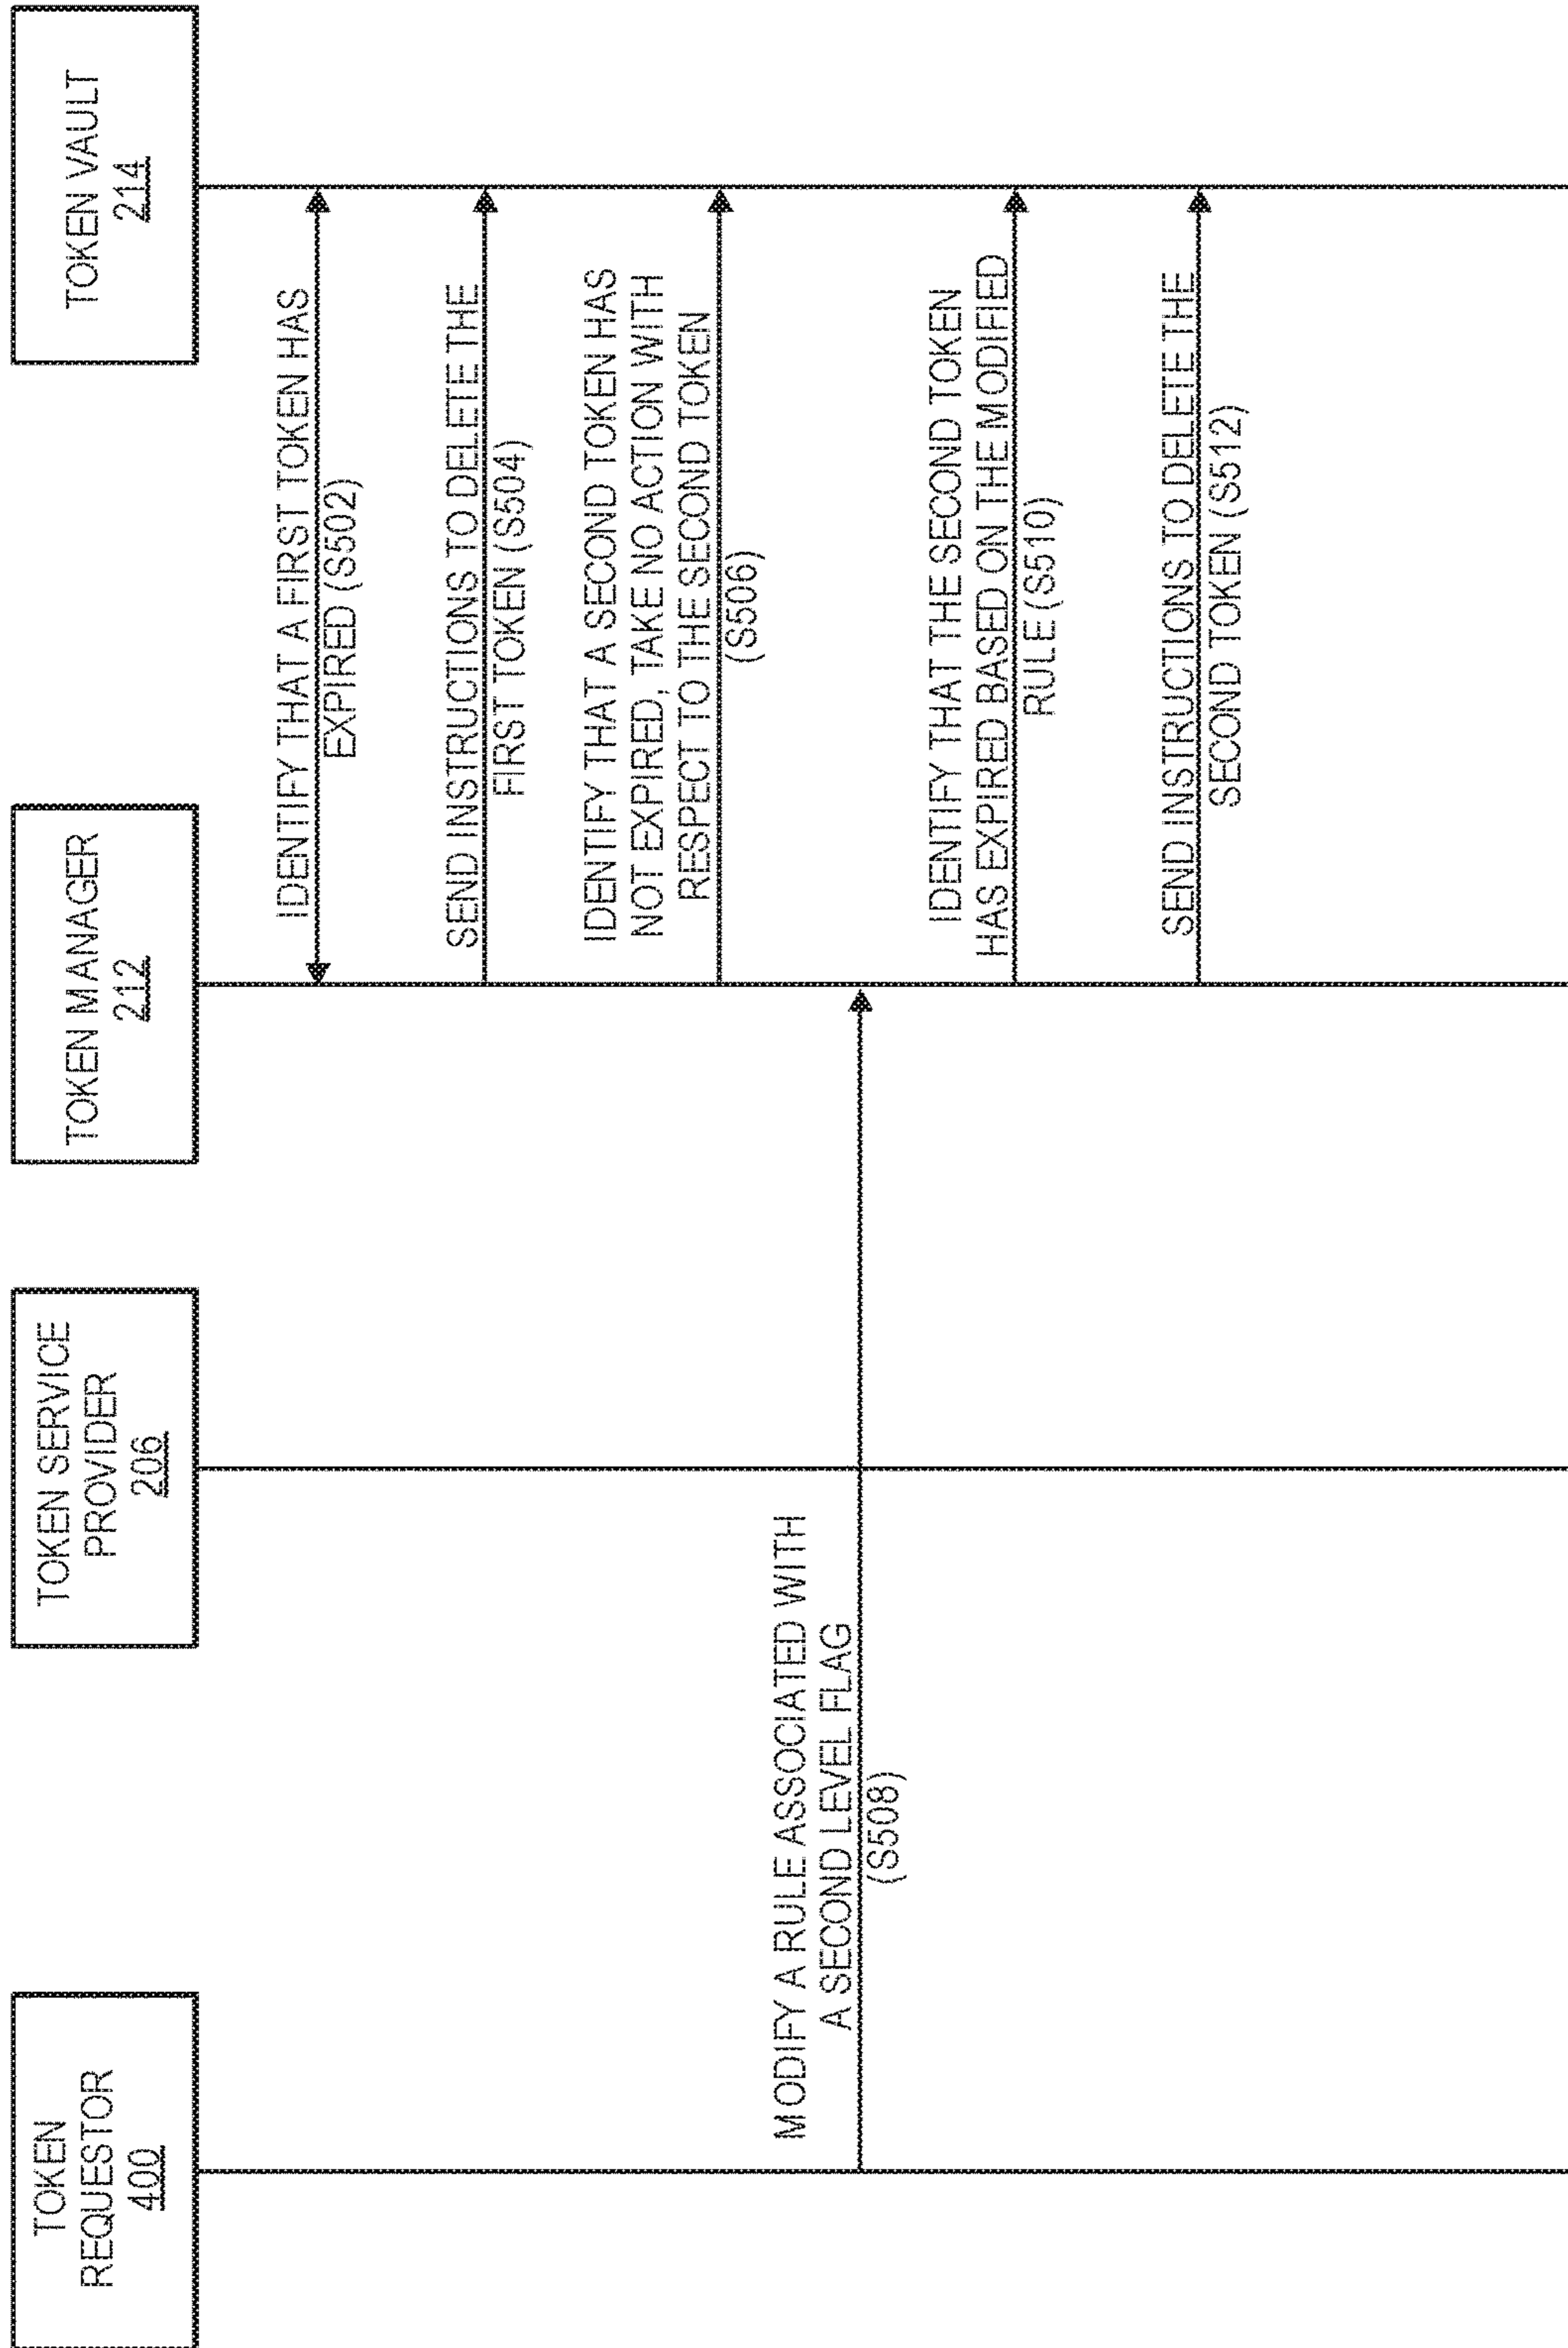 TOKEN
REQUESTOR
400
TOKEN SERVICE
PROVIDER
206
TOKEN MANAGER
212
TOKEN VAULT
214
IDENTIFY THAT A FIRST TOKEN HAS
EXPIRED (S502)
SEND INSTRUCTIONS TO DELETE THE
FIRST TOKEN (S504)
IDENTIFY THAT A SECOND TOKEN HAS
NOT EXPIRED, TAKE NO ACTION WITH
RESPECT TO THE SECOND TOKEN
(S506)
MODIFY A RULE ASSOCIATED WITH
A SECOND LEVEL FLAG
(S508)
IDENTIFY THAT THE SECOND TOKEN
HAS EXPIRED BASED ON THE MODIFIED
RULE (S510)
SEND INSTRUCTIONS TO DELETE THE
SECOND TOKEN (S512)